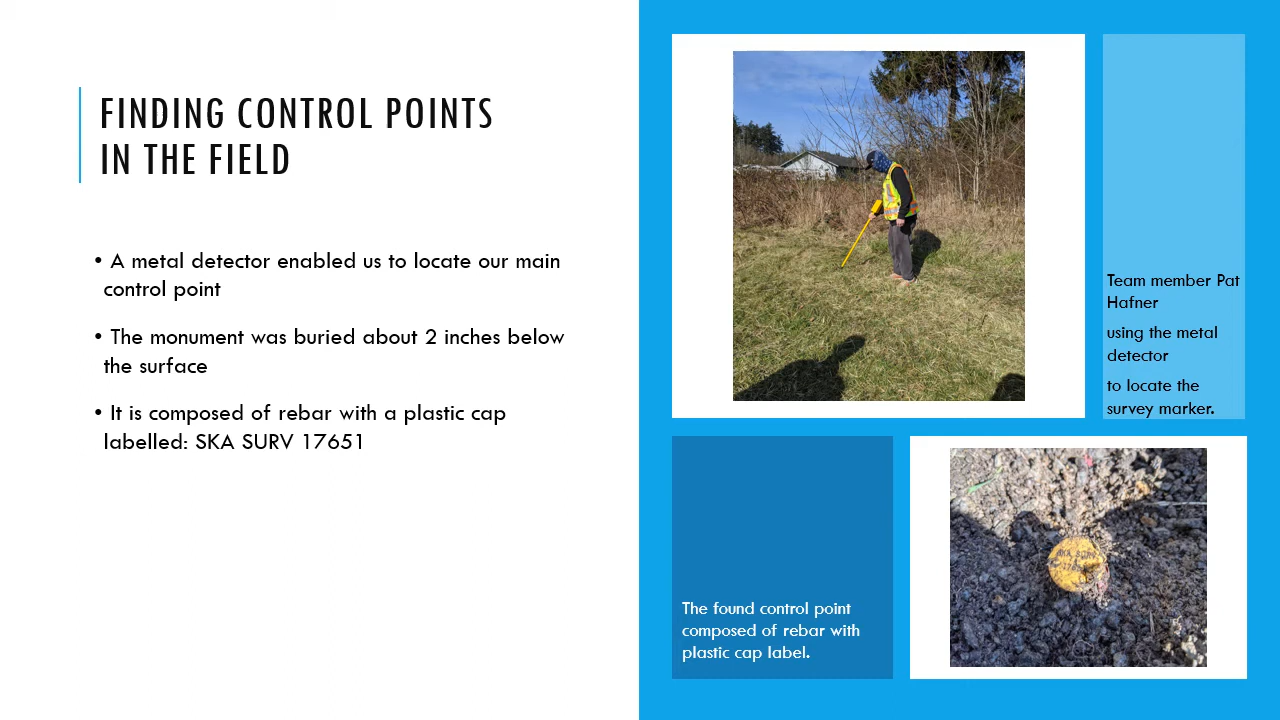 FINDING CONTROL POINTS
IN THE FIELD
• A metal detector enabled us to locate our main
control point
• The monument was buried about 2 inches below
the surface
• It is composed of rebar with a plastic cap
labelled: SKA SURV 17651
Team member Pat
Hafner
using the metal
detector
to locate the
survey marker.
The found control point
composed of rebar with
plastic cap label.
SKA SURV